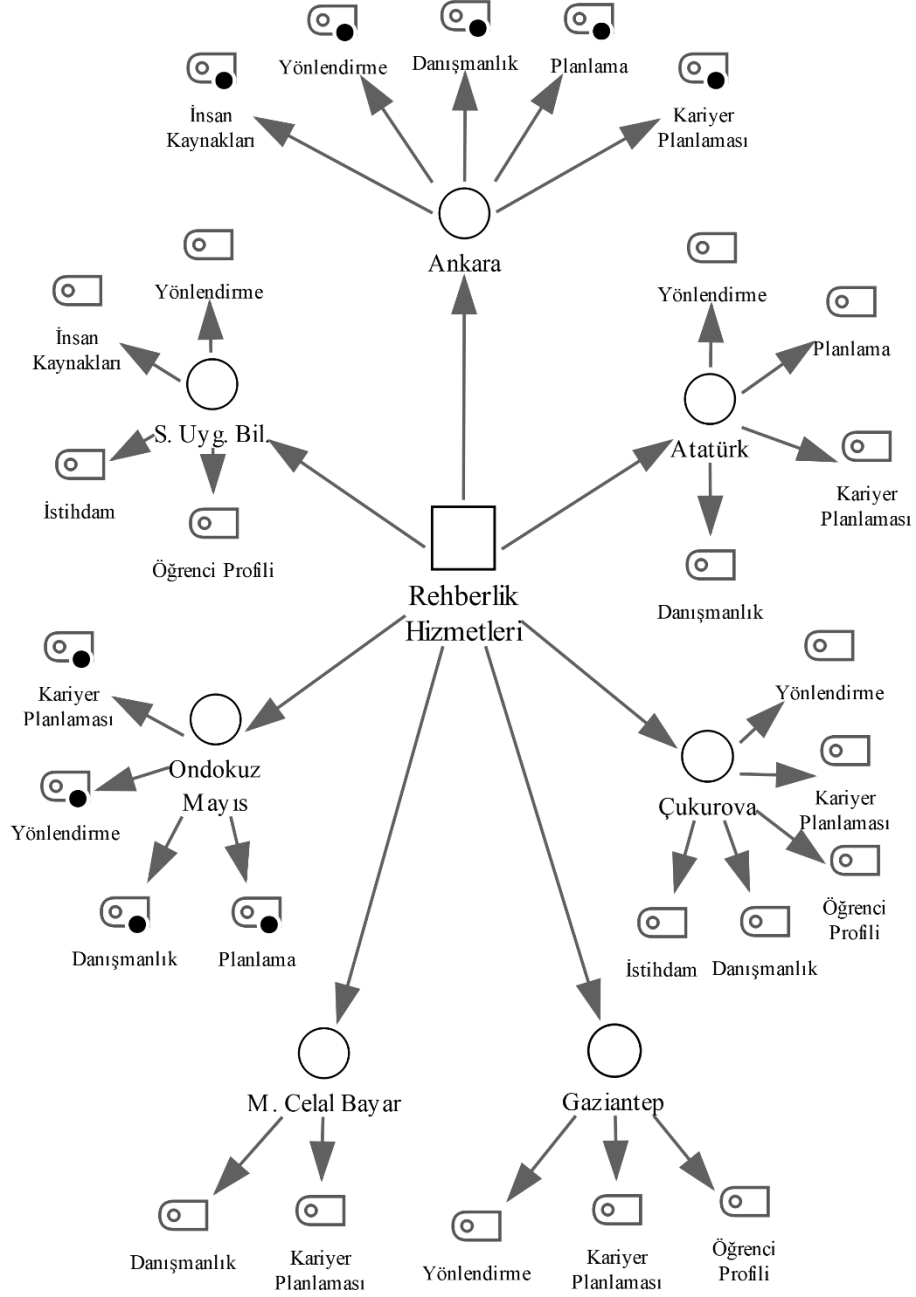 Yönlendirme
Danışmanlık
Planlama
İnsan
Kaynakları
Kariyer
Planlaması
Ankara
Yönlendirme
İnsan
Kaynakları
S. Uyg. Bil.
İstihdam
Öğrenci Profili
Yönlendirme
Planlama
Atatürk
Kariyer
Planlaması
Danışmanlık
Rehberlik
Hizmetleri
Kariyer
Planlaması
Ondokuz
Mayıs
Yönlendirme
Danışmanlık
Planlama
Yönlendirme
Çukurova
Kariyer
Planlaması
Öğrenci
Profili
İstihdam
Danışmanlık
M. Celal Bayar
Danışmanlık
Kariyer
Planlaması
Gaziantep
Yönlendirme
Kariyer
Planlaması
Öğrenci
Profili